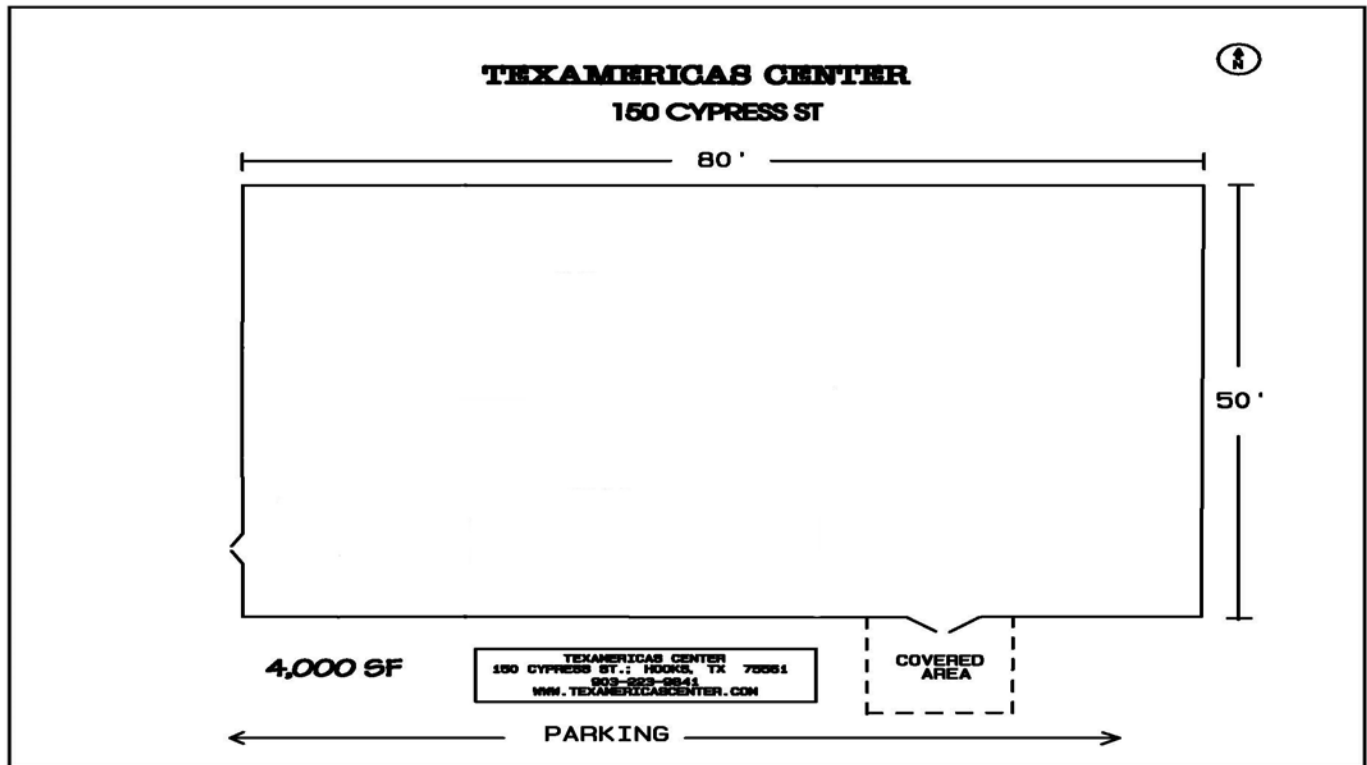 TEXAMERICAS CENTER
150 CYPRESS ST
N
80'
50'
4,000 SF
TEXAMERICAS CENTER
150 CYPRESS ST.; HOOKS, TX 75561
903-223-9841
WWW.TEXAMERICASCENTER.COM
COVERED
AREA
PARKING